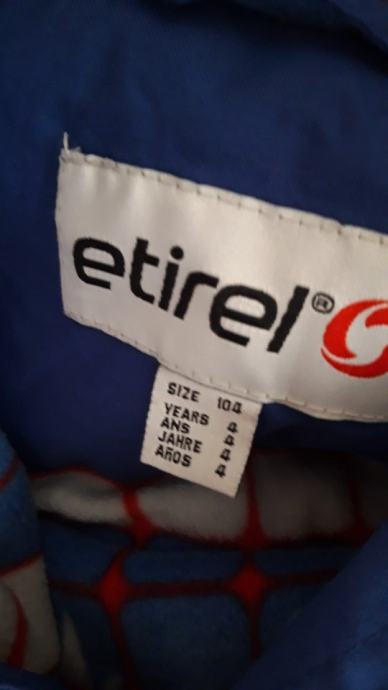 etirel®
SIZE 104
YEARS 4
ANS 4
JAHRE 4
AÑOS 4